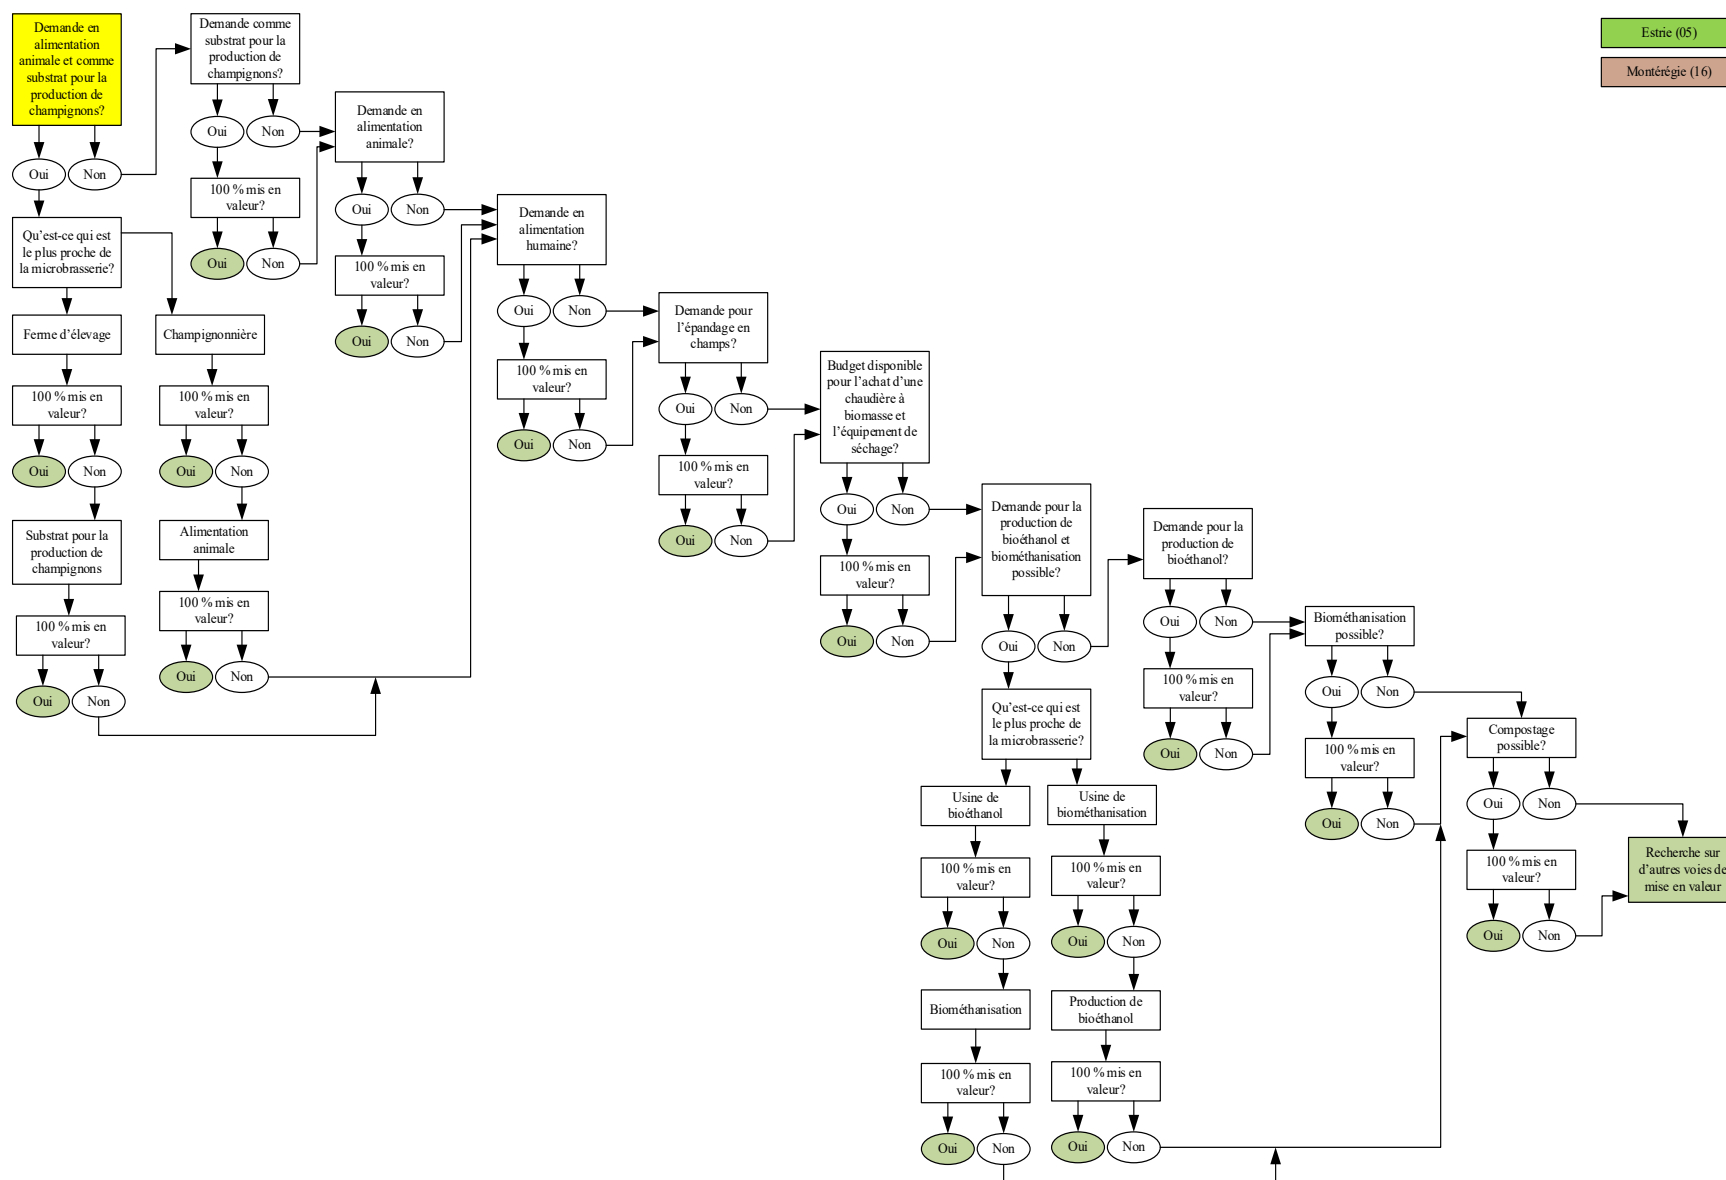 Demande en
alimentation
animale et comme
substrat pour la
production de
champignons?
Oui
Non
Qu’est-ce qui est
le plus proche de
la microbrasserie?
Ferme d’élevage
100 % mis en
valeur?
Oui
Non
Substrat pour la
production de
champignons
100 % mis en
valeur?
Oui
Non
Champignonnière
100 % mis en
valeur?
Oui
Non
Alimentation
animale
100 % mis en
valeur?
Oui
Non
Demande comme
substrat pour la
production de
champignons?
Oui
Non
100 % mis en
valeur?
Oui
Non
Demande en
alimentation
animale?
Oui
Non
100 % mis en
valeur?
Oui
Non
Demande en
alimentation
humaine?
Oui
Non
100 % mis en
valeur?
Oui
Non
Demande pour
l’épandage en
champs?
Oui
Non
100 % mis en
valeur?
Oui
Non
Budget disponible
pour l’achat d’une
chaudière à
biomasse et
l’équipement de
séchage?
Oui
Non
100 % mis en
valeur?
Oui
Non
Demande pour la
production de
bioéthanol et
biométhanisation
possible?
Oui
Non
Qu’est-ce qui est
le plus proche de
la microbrasserie?
Usine de
bioéthanol
100 % mis en
valeur?
Oui
Non
Biométhanisation
100 % mis en
valeur?
Oui
Non
Usine de
biométhanisation
100 % mis en
valeur?
Oui
Non
Production de
bioéthanol
100 % mis en
valeur?
Oui
Non
Demande pour la
production de
bioéthanol?
Oui
Non
100 % mis en
valeur?
Oui
Non
Biométhanisation
possible?
Oui
Non
100 % mis en
valeur?
Oui
Non
Compostage
possible?
Oui
Non
100 % mis en
valeur?
Oui
Non
Recherche sur
d’autres voies de
mise en valeur
Estrie (05)
Montérégie (16)